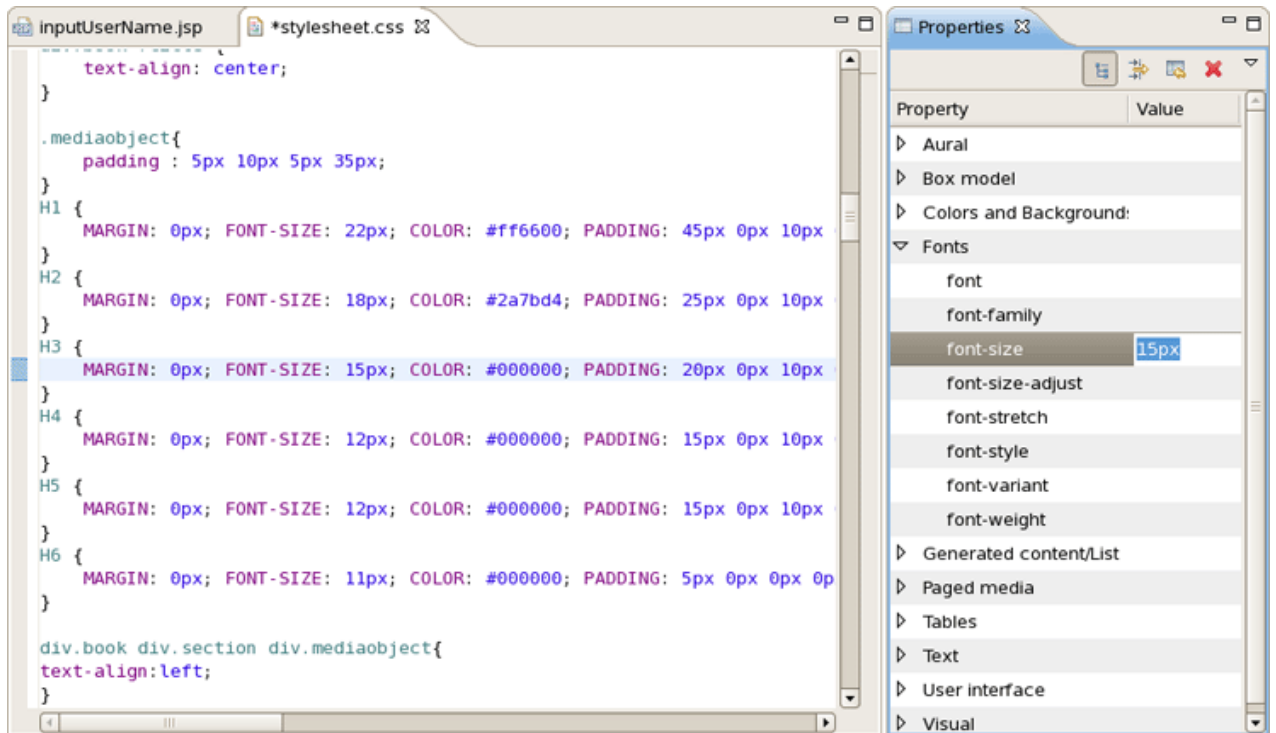 inputUserName.jsp
*stylesheet.css
text-align: center;
}
.mediaobject{
padding : 5px 10px 5px 35px;
}
H1 {
MARGIN: 0px; FONT-SIZE: 22px; COLOR: #ff6600; PADDING: 45px 0px 10px
}
H2 {
MARGIN: 0px; FONT-SIZE: 18px; COLOR: #2a7bd4; PADDING: 25px 0px 10px
}
H3 {
MARGIN: 0px; FONT-SIZE: 15px; COLOR: #000000; PADDING: 20px 0px 10px
}
H4 {
MARGIN: 0px; FONT-SIZE: 12px; COLOR: #000000; PADDING: 15px 0px 10px
}
H5 {
MARGIN: 0px; FONT-SIZE: 12px; COLOR: #000000; PADDING: 15px 0px 10px
}
H6 {
MARGIN: 0px; FONT-SIZE: 11px; COLOR: #000000; PADDING: 5px 0px 0px 0p
}
div.book div.section div.mediaobject{
text-align:left;
}
Properties
Property Value
Aural
Box model
Colors and Backgrounds
Fonts
font
font-family
font-size 15px
font-size-adjust
font-stretch
font-style
font-variant
font-weight
Generated content/List
Paged media
Tables
Text
User interface
Visual